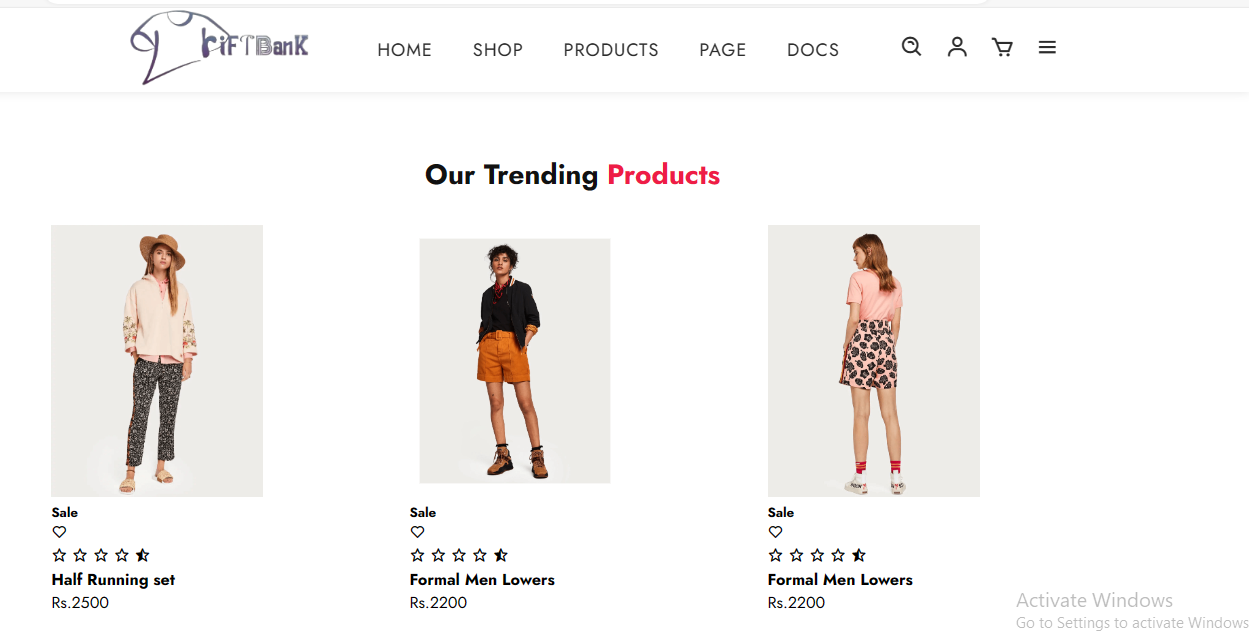 riFTBanK
HOME SHOP PRODUCTS PAGE DOCS
Our Trending Products
Sale Sale Sale
Half Running set Formal Men Lowers Formal Men Lowers
Rs.2500 Rs.2200 Rs.2200
Activate Windows
Go to Settings to activate Windows